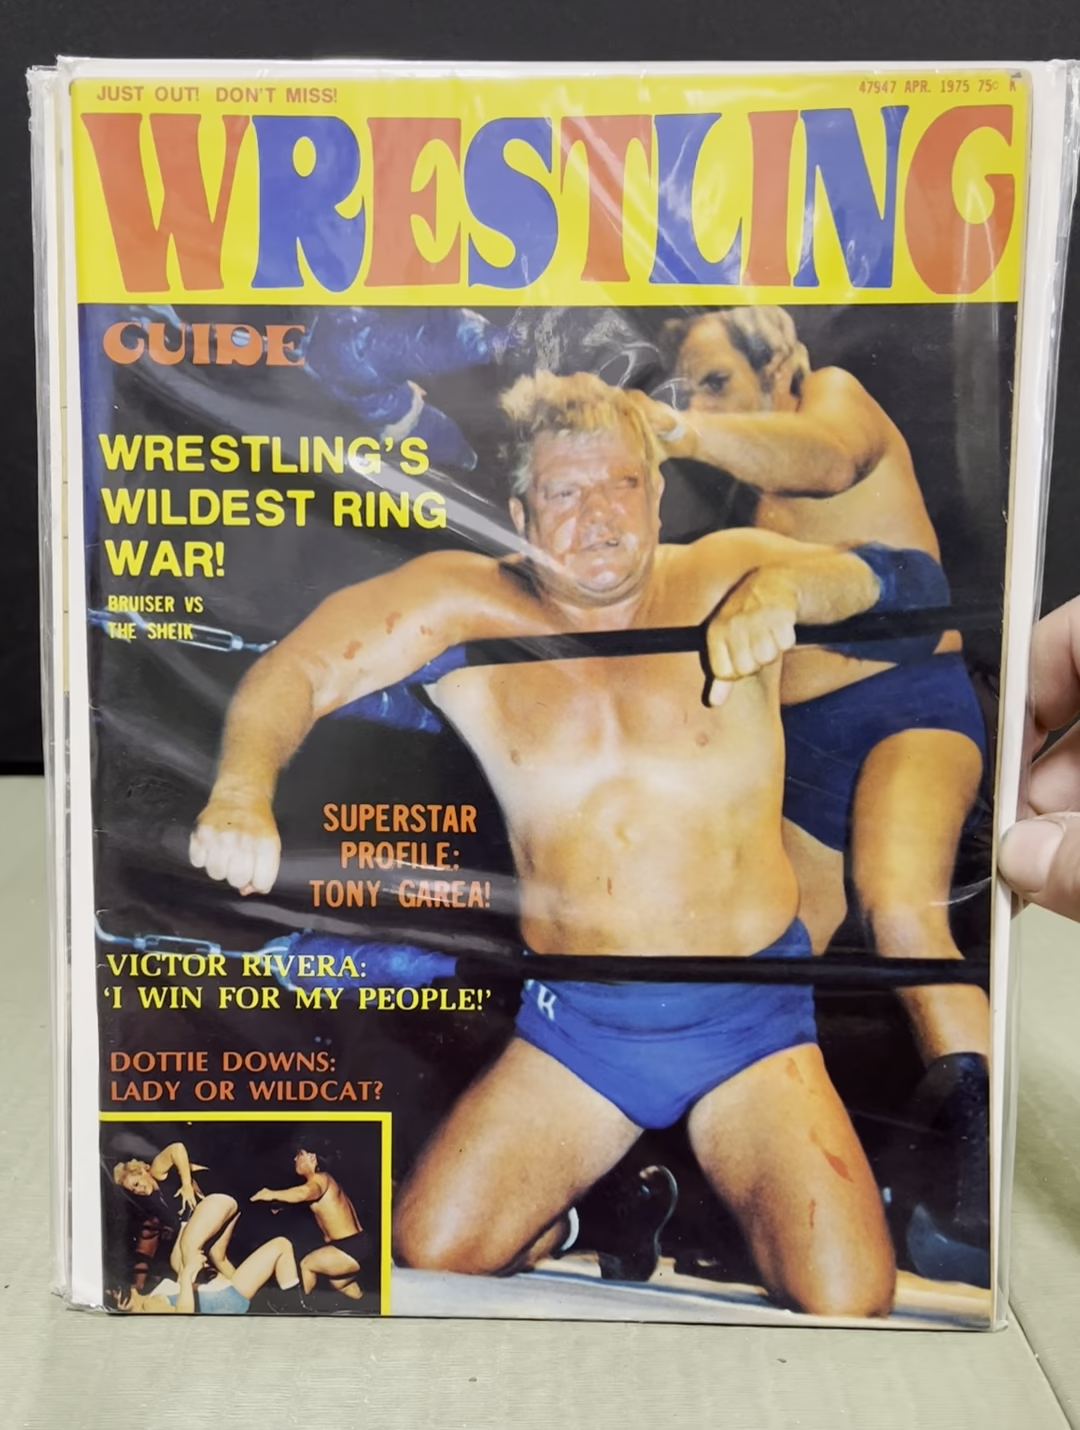 JUST OUT! DON'T MISS!
47947 APR. 1975 75¢ K
WRESTLING
GUIDE
WRESTLING'S
WILDEST RING
WAR!
BRUISER VS
THE SHEIK
SUPERSTAR
PROFILE:
TONY GAREA!
VICTOR RIVERA:
'I WIN FOR MY PEOPLE!'
DOTTIE DOWNS:
LADY OR WILDCAT?